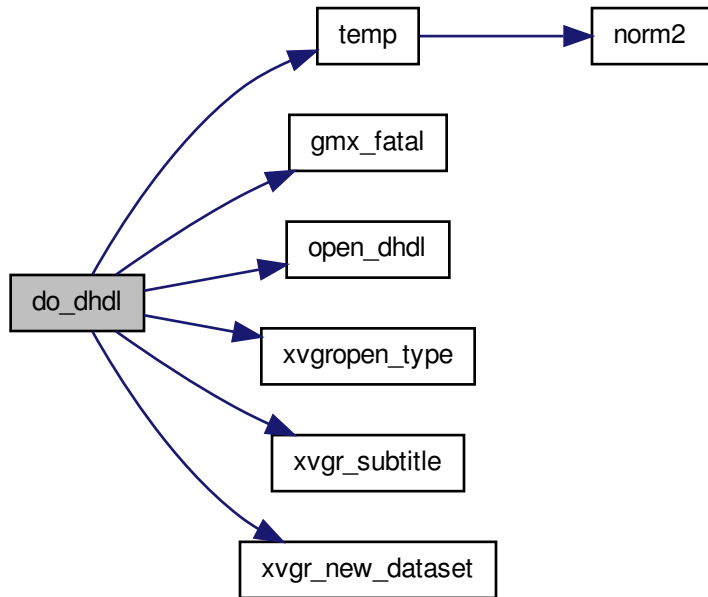 temp
norm2
gmx_fatal
open_dhdl
do_dhdl
xvgropen_type
xvgr_subtitle
xvgr_new_dataset